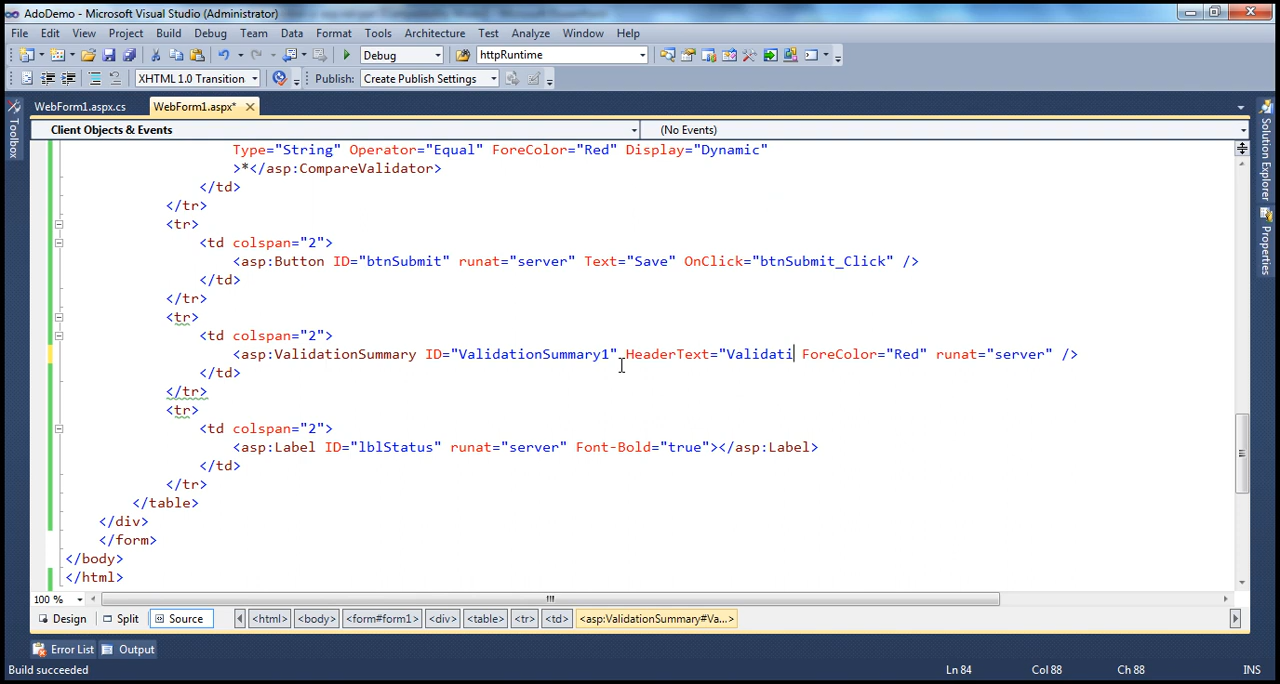 AdoDemo - Microsoft Visual Studio (Administrator)
File Edit View Project Build Debug Team Data Format Tools Architecture Test Analyze Window Help
Debug httpRuntime
XHTML 1.0 Transition Publish: Create Publish Settings
WebForm1.aspx.cs WebForm1.aspx*
Client Objects & Events (No Events)
Toolbox
Solution Explorer
Properties
Type="String" Operator="Equal" ForeColor="Red" Display="Dynamic"
>*</asp:CompareValidator>
</td>
</tr>
<tr>
<td colspan="2">
<asp:Button ID="btnSubmit" runat="server" Text="Save" OnClick="btnSubmit_Click" />
</td>
</tr>
<tr>
<td colspan="2">
<asp:ValidationSummary ID="ValidationSummary1" HeaderText="Validati ForeColor="Red" runat="server" />
</td>
</tr>
<tr>
<td colspan="2">
<asp:Label ID="lblStatus" runat="server" Font-Bold="true"></asp:Label>
</td>
</tr>
</table>
</div>
</form>
</body>
</html>
100 %
Design Split Source <html> <body> <form#form1> <div> <table> <tr> <td> <asp:ValidationSummary#Va...>
Error List Output
Build succeeded Ln 84 Col 88 Ch 88 INS